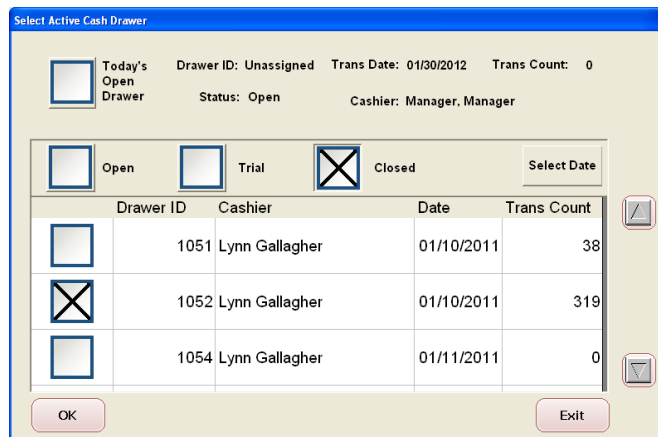 Select Active Cash Drawer
Today's Open Drawer
Drawer ID: Unassigned Trans Date: 01/30/2012 Trans Count: 0
Status: Open Cashier: Manager, Manager
Open Trial Closed Select Date
Drawer ID Cashier Date Trans Count
1051 Lynn Gallagher 01/10/2011 38
1052 Lynn Gallagher 01/10/2011 319
1054 Lynn Gallagher 01/11/2011 0
OK Exit